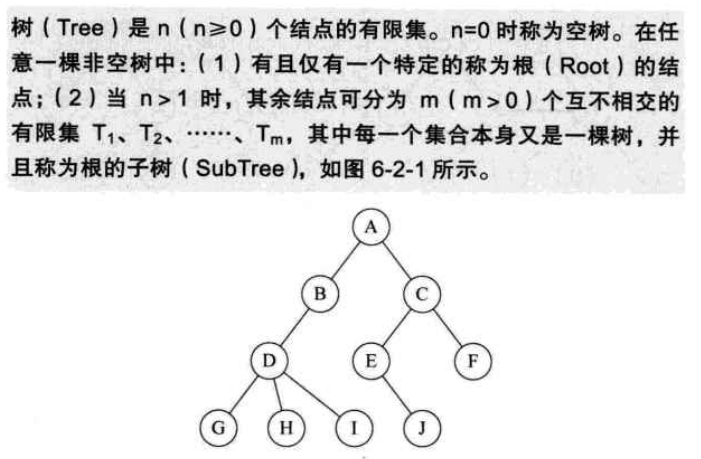 树（Tree）是 n（n≥0）个结点的有限集。n=0 时称为空树。在任
意一棵非空树中：（1）有且仅有一个特定的称为根（Root）的结
点；（2）当 n>1 时，其余结点可分为 m（m>0）个互不相交的
有限集 T₁、T₂、……、Tₘ，其中每一个集合本身又是一棵树，并
且称为根的子树（SubTree），如图 6-2-1 所示。
A
B C
D E F
G H I J